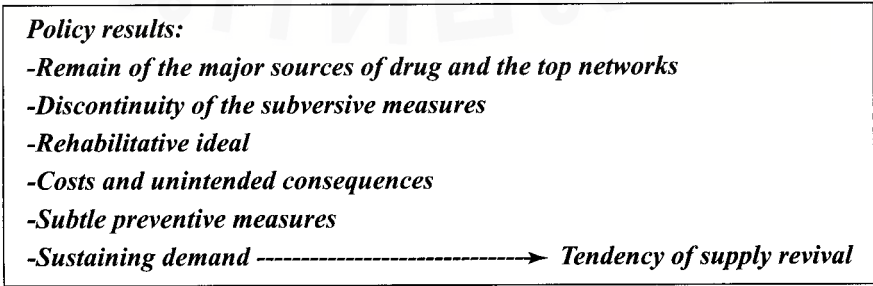 Policy results:
-Remain of the major sources of drug and the top networks
-Discontinuity of the subversive measures
-Rehabilitative ideal
-Costs and unintended consequences
-Subtle preventive measures
-Sustaining demand ------------------------------➤ Tendency of supply revival